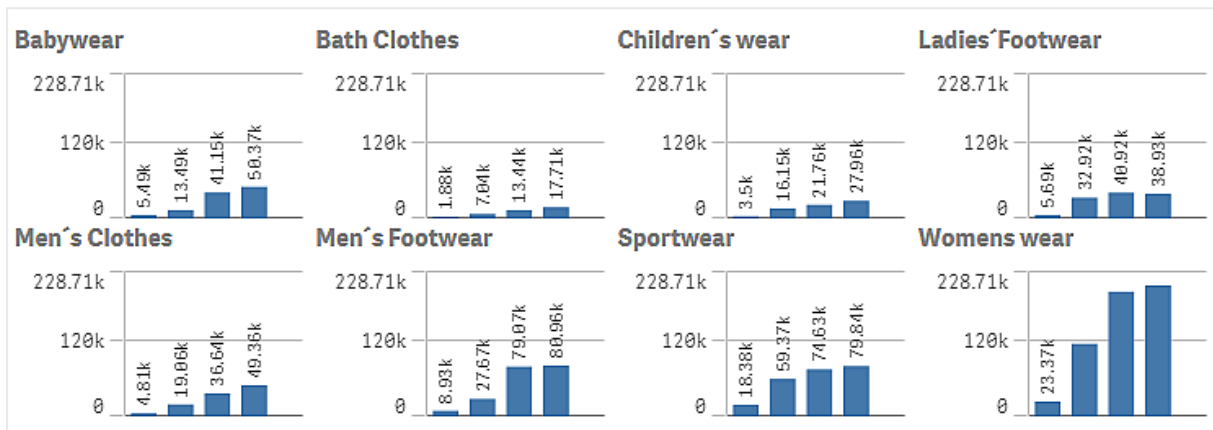 Babywear
228.71k
120k
0
5.49k
13.49k
41.15k
50.37k
Bath Clothes
228.71k
120k
0
1.88k
7.04k
13.44k
17.71k
Children´s wear
228.71k
120k
0
3.5k
16.15k
21.76k
27.96k
Ladies´Footwear
228.71k
120k
0
5.69k
32.92k
40.92k
38.93k
Men´s Clothes
228.71k
120k
0
4.81k
19.06k
36.64k
49.36k
Men´s Footwear
228.71k
120k
0
8.93k
27.67k
79.07k
80.96k
Sportwear
228.71k
120k
0
18.38k
59.37k
74.63k
79.84k
Womens wear
228.71k
120k
0
23.37k